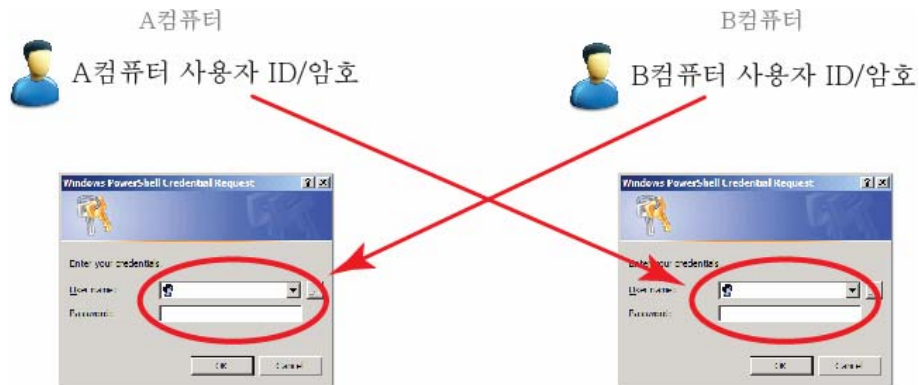 A컴퓨터
B컴퓨터
A컴퓨터 사용자 ID/암호
B컴퓨터 사용자 ID/암호
Windows PowerShell Credential Request
Enter your credentials
User name:
Password:
OK
Cancel
Windows PowerShell Credential Request
Enter your credentials
User name:
Password:
OK
Cancel